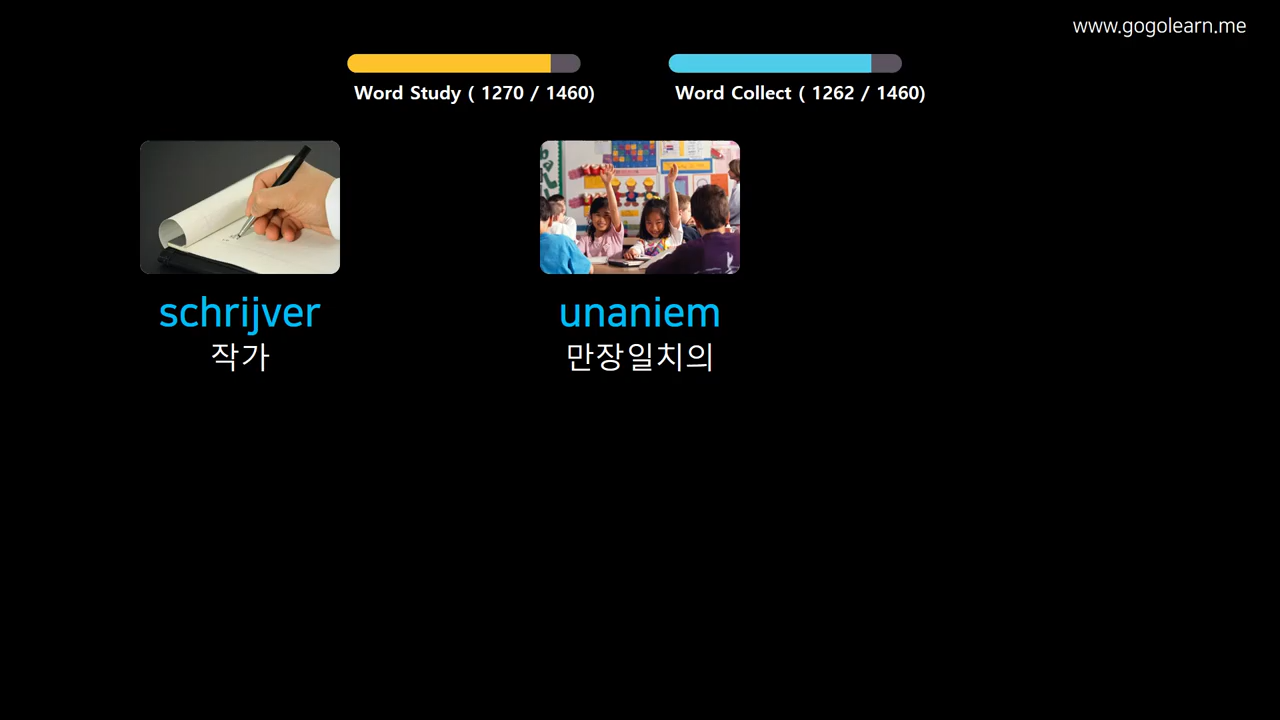 www.gogolearn.me
Word Study ( 1270 / 1460)
Word Collect ( 1262 / 1460)
schrijver
작가
unaniem
만장일치의